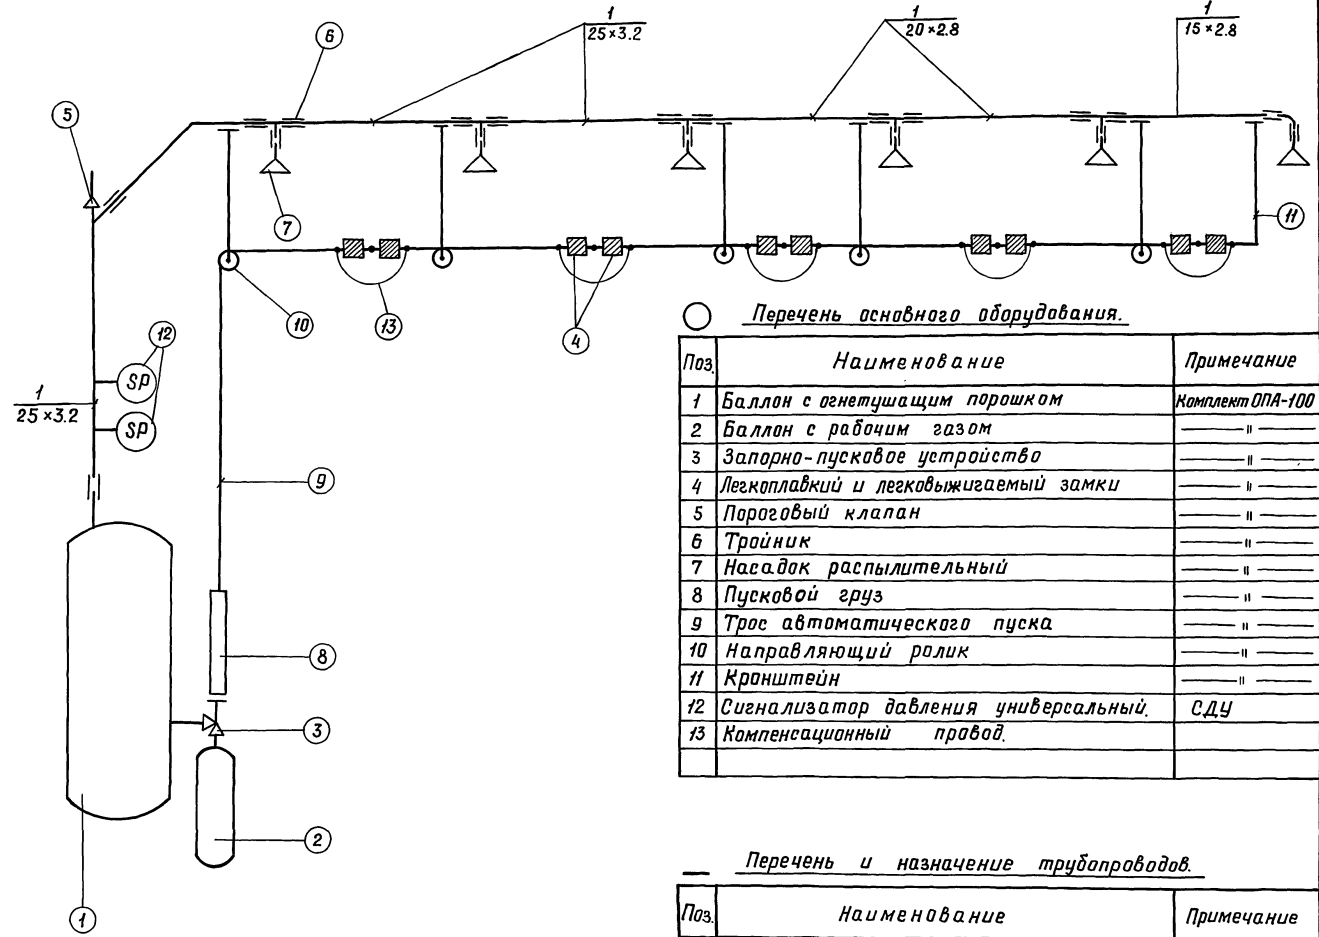 1
25×3.2
1
20×2.8
1
15×2.8
6
5
7
11
10
13
4
12
SP
SP
1
25×3.2
9
8
3
2
1
Перечень основного оборудования.
Поз. Наименование Примечание
1 Баллон с огнетушащим порошком Комплект ОПА-100
2 Баллон с рабочим газом — " —
3 Запорно-пусковое устройство — " —
4 Легкоплавкий и легковыжигаемый замки — " —
5 Пороговый клапан — " —
6 Тройник — " —
7 Насадок распылительный — " —
8 Пусковой груз — " —
9 Трос автоматического пуска — " —
10 Направляющий ролик — " —
11 Кронштейн — " —
12 Сигнализатор давления универсальный. СДУ
13 Компенсационный провод.
Перечень и назначение трубопроводов.
Поз. Наименование Примечание